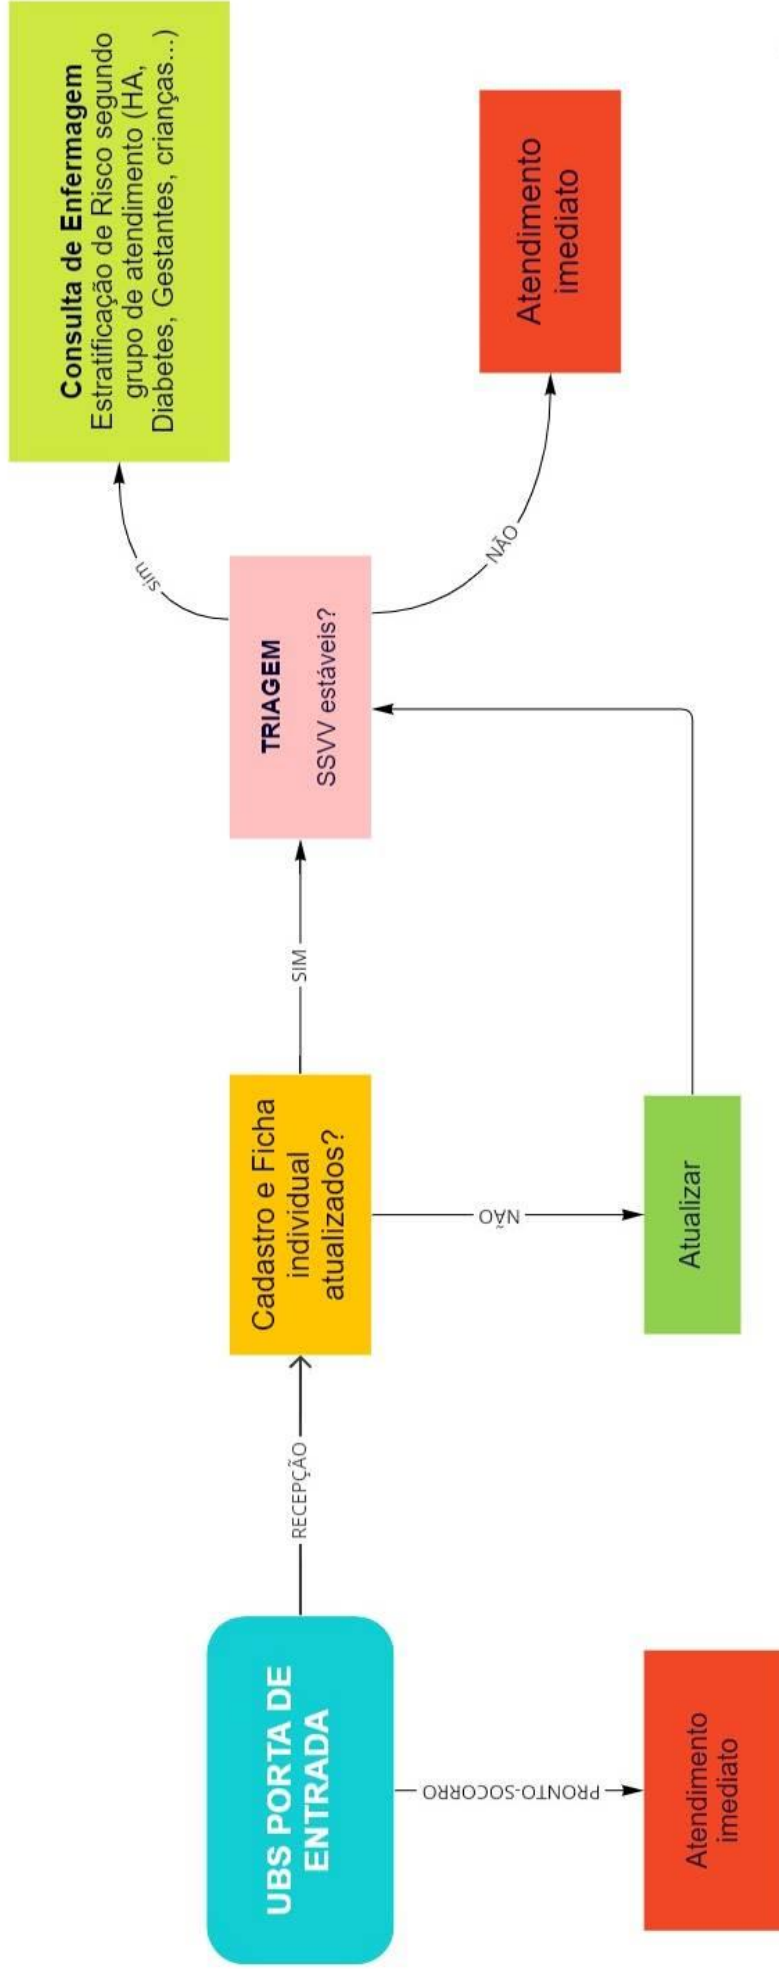 UBS PORTA DE
ENTRADA
RECEPÇÃO
PRONTO-SOCORRO
Atendimento
imediato
Cadastro e Ficha
individual
atualizados?
SIM
NÃO
Atualizar
TRIAGEM
SSVV estáveis?
Sim
NÃO
Consulta de Enfermagem
Estratificação de Risco segundo
grupo de atendimento (HA,
Diabetes, Gestantes, crianças...)
Atendimento
imediato